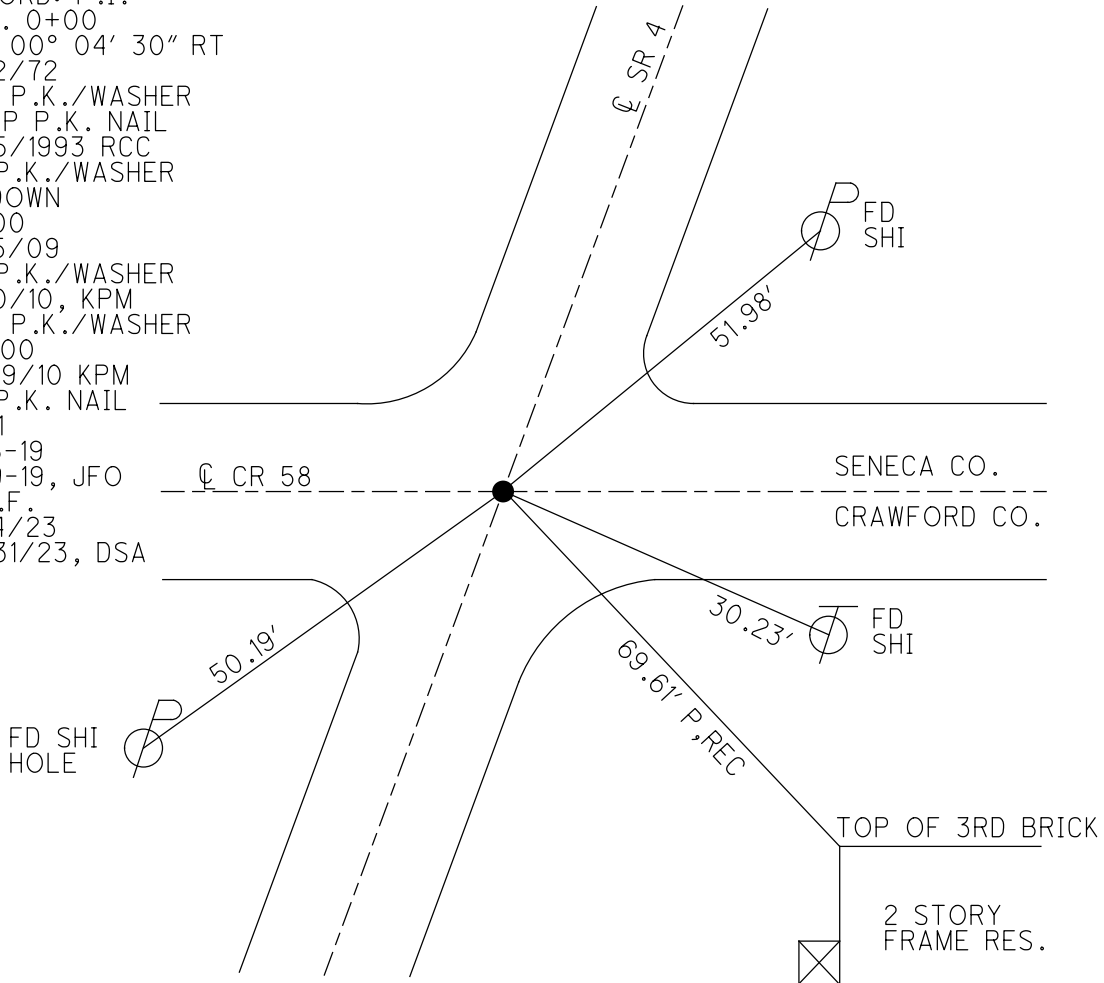 . 0+00
00° 04' 30" RT
2/72
P.K./WASHER
P P.K. NAIL
5/1993 RCC
P.K./WASHER
DOWN
00
5/09
P.K./WASHER
0/10, KPM
P.K./WASHER
00
9/10 KPM
P.K. NAIL
1
-19
-19, JFO
.F.
4/23
31/23, DSA
℄ SR 4
FD
SHI
51.98'
℄ CR 58
SENECA CO.
CRAWFORD CO.
50.19'
30.23'
FD
SHI
69.61' P,REC
FD SHI
HOLE
TOP OF 3RD BRICK
2 STORY
FRAME RES.